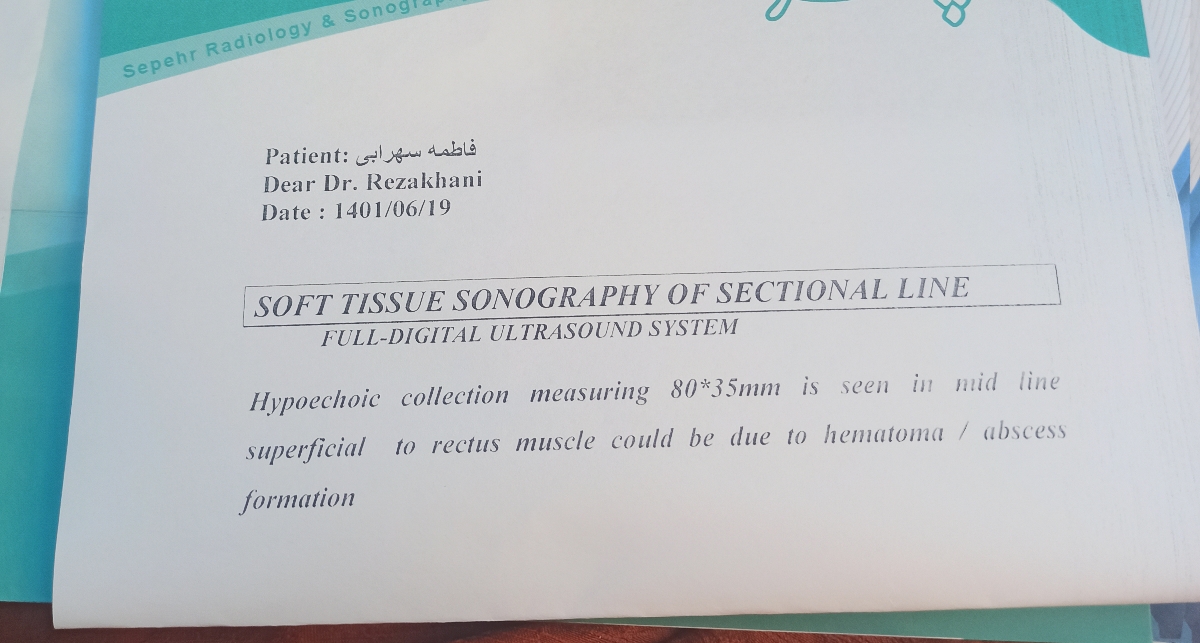 Sepehr Radiology & Sonography
Patient: فاطمه سهرابی
Dear Dr. Rezakhani
Date : 1401/06/19
SOFT TISSUE SONOGRAPHY OF SECTIONAL LINE
FULL-DIGITAL ULTRASOUND SYSTEM
Hypoechoic collection measuring 80*35mm is seen in mid line
superficial to rectus muscle could be due to hematoma / abscess
formation